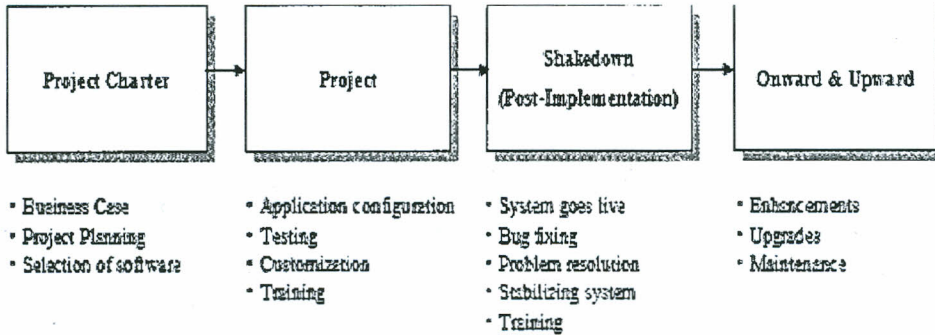 Project Charter
Project
Shakedown
(Post-Implementation)
Onward & Upward
• Business Case
• Project Planning
• Selection of software
• Application configuration
• Testing
• Customization
• Training
• System goes live
• Bug fixing
• Problem resolution
• Stabilizing system
• Training
• Enhancements
• Upgrades
• Maintenance